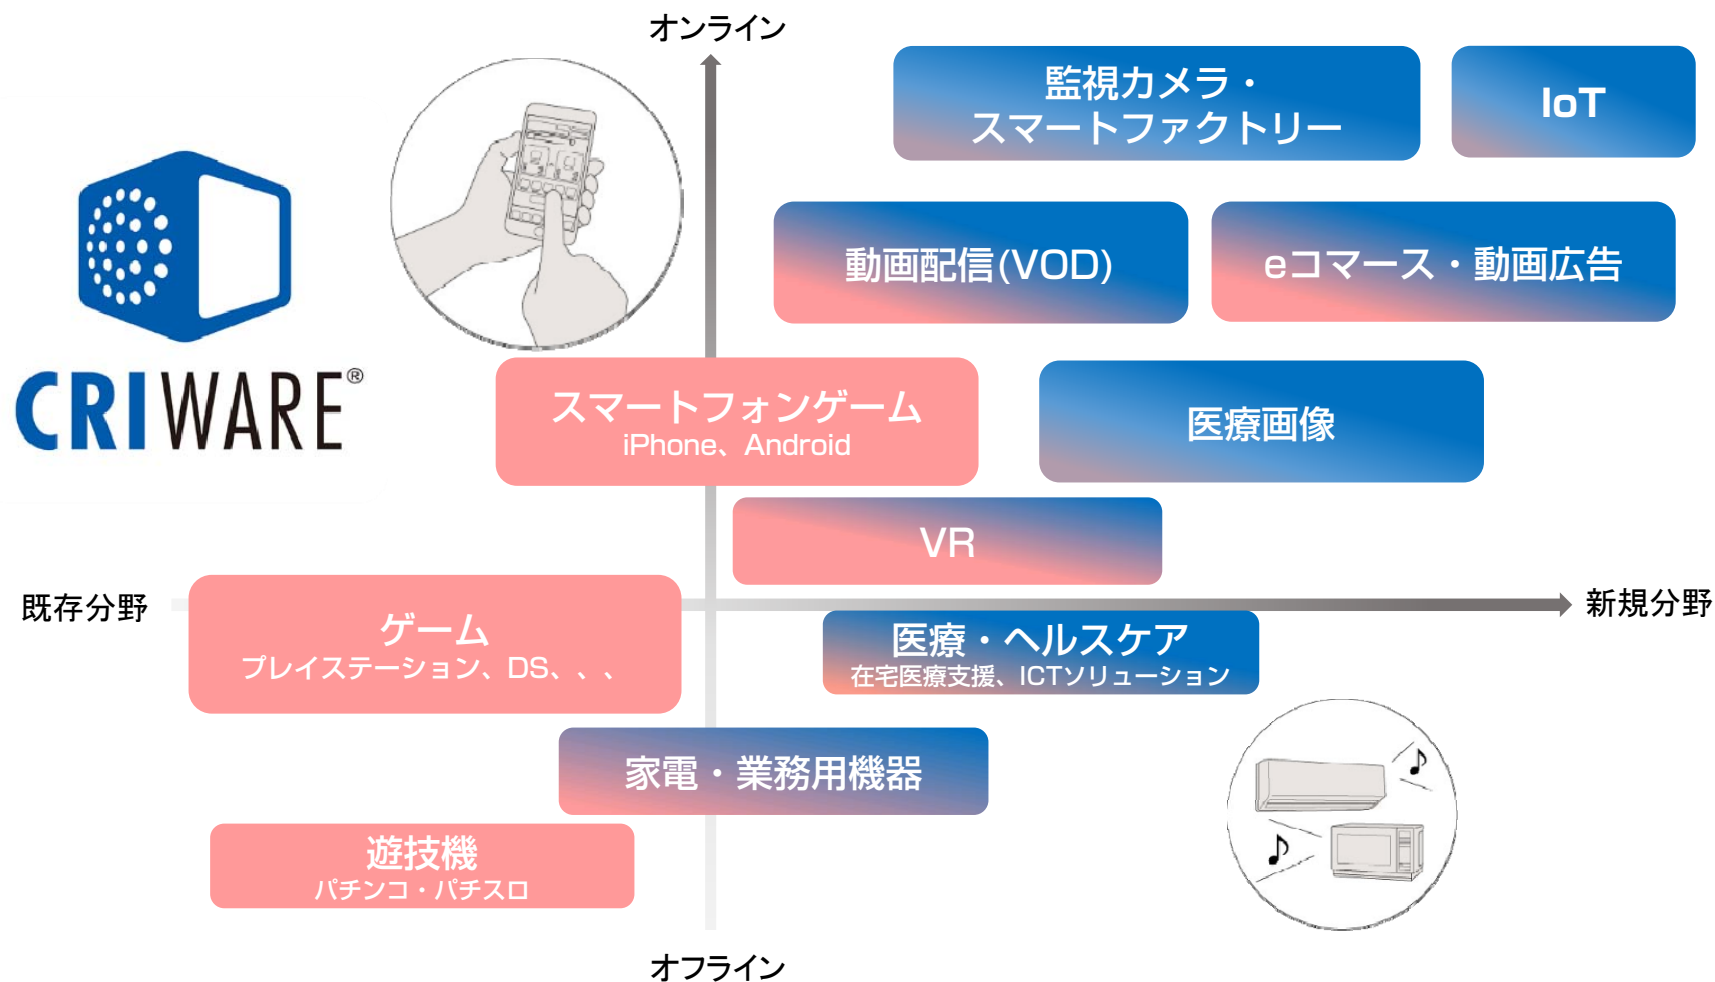 オンライン
監視カメラ・
スマートファクトリー
IoT
動画配信(VOD)
eコマース・動画広告
CRIWARE®
スマートフォンゲーム
iPhone、Android
医療画像
VR
既存分野
新規分野
ゲーム
プレイステーション、DS、、、
医療・ヘルスケア
在宅医療支援、ICTソリューション
家電・業務用機器
遊技機
パチンコ・パチスロ
オフライン